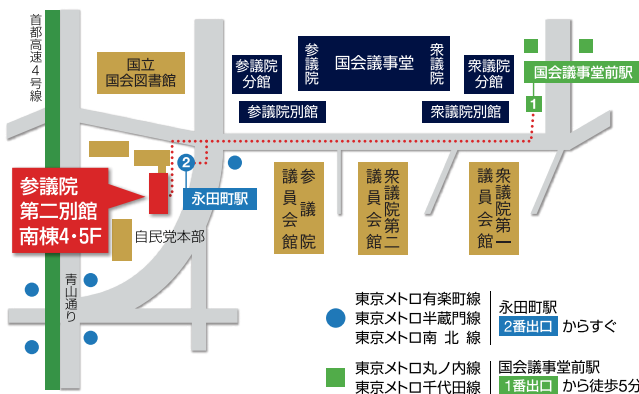 首都高速4号線
国立
国会図書館
参議院
分館
参議院
国会議事堂
衆議院
衆議院
分館
国会議事堂前駅
参議院別館
衆議院別館
1
2
永田町駅
参議院
第二別館
南棟4・5F
自民党本部
参議院
議員会館
衆議院第二
議員会館
衆議院第一
議員会館
青山通り
東京メトロ有楽町線
東京メトロ半蔵門線
東京メトロ南北線
永田町駅
2番出口 からすぐ
東京メトロ丸ノ内線
東京メトロ千代田線
国会議事堂前駅
1番出口 から徒歩5分